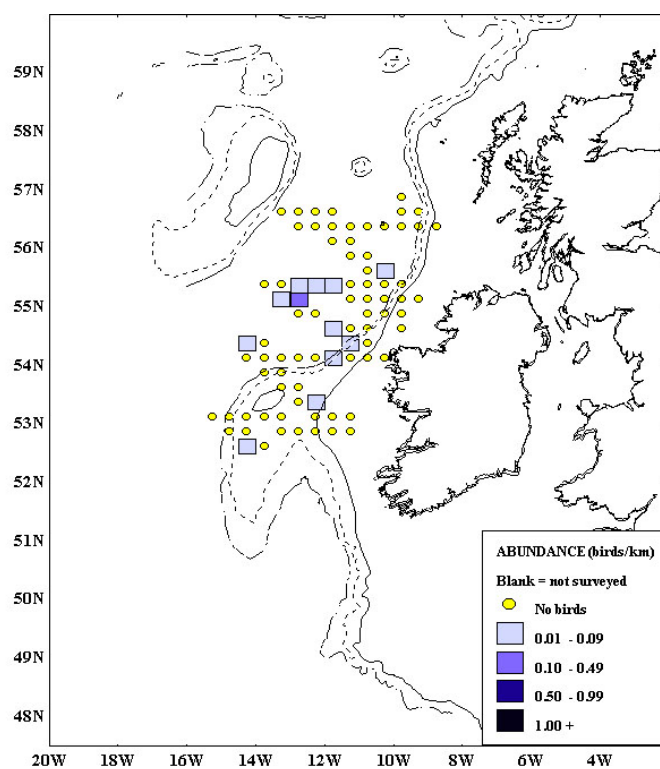 59N
58N
57N
56N
55N
54N
53N
52N
51N
50N
49N
48N
ABUNDANCE (birds/km)
Blank = not surveyed
No birds
0.01 - 0.09
0.10 - 0.49
0.50 - 0.99
1.00 +
20W 18W 16W 14W 12W 10W 8W 6W 4W